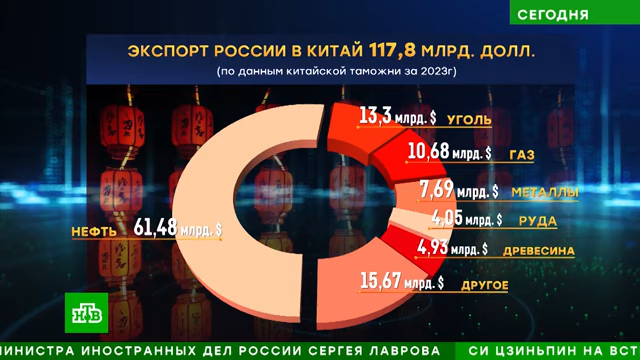 СЕГОДНЯ
ЭКСПОРТ РОССИИ В КИТАЙ 117,8 МЛРД. ДОЛЛ.
(по данным китайской таможни за 2023г)
13,3 млрд. $ УГОЛЬ
10,68 млрд. $ ГАЗ
7,69 млрд. $ МЕТАЛЛЫ
4,05 млрд. $ РУДА
НЕФТЬ 61,48 млрд. $
4,93 млрд. $ ДРЕВЕСИНА
15,67 млрд. $ ДРУГОЕ
НТВ
ИНИСТРА ИНОСТРАННЫХ ДЕЛ РОССИИ СЕРГЕЯ ЛАВРОВА СИ ЦЗИНЬПИН НА ВСТ